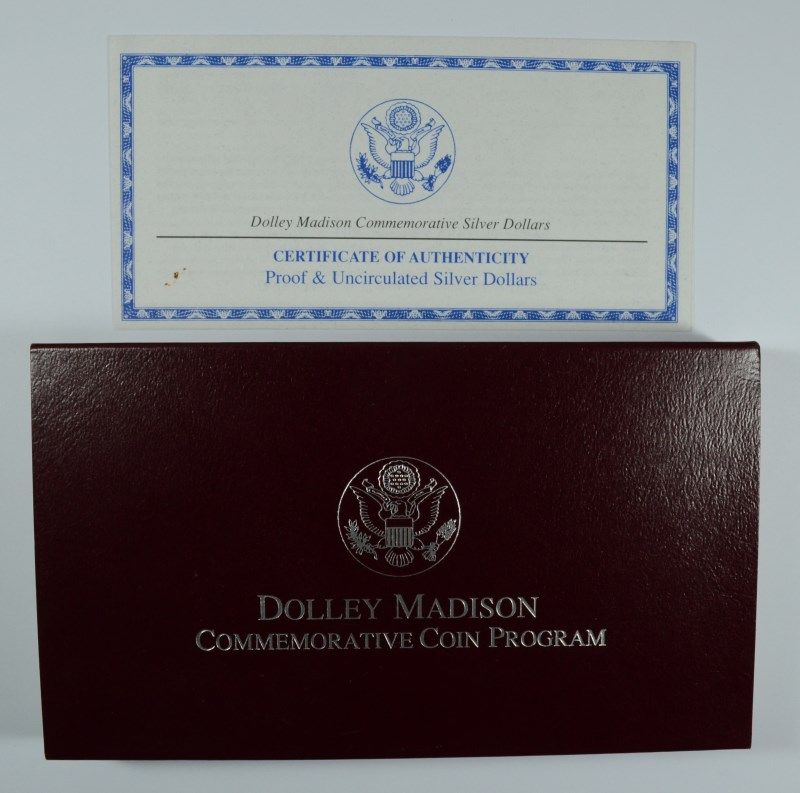 Dolley Madison Commemorative Silver Dollars
CERTIFICATE OF AUTHENTICITY
Proof & Uncirculated Silver Dollars
DOLLEY MADISON
COMMEMORATIVE COIN PROGRAM